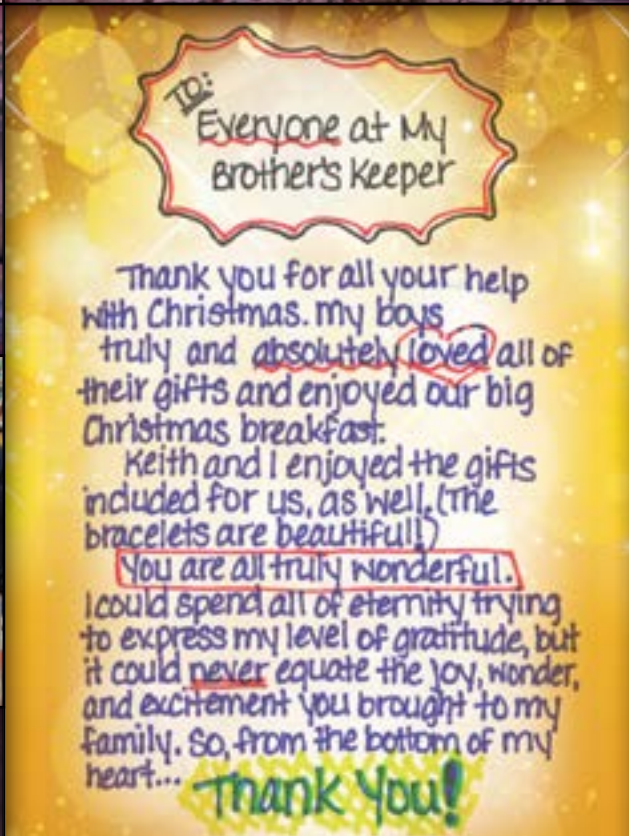 TO:
Everyone at My
Brother's Keeper
Thank you for all your help
with Christmas. my boys
truly and absolutely loved all of
their gifts and enjoyed our big
Christmas breakfast.
Keith and I enjoyed the gifts
included for us, as well. (The
bracelets are beautiful!)
You are all truly wonderful.
I could spend all of eternity trying
to express my level of gratitude, but
it could never equate the joy, wonder,
and excitement you brought to my
family. So, from the bottom of my
heart...
Thank You!